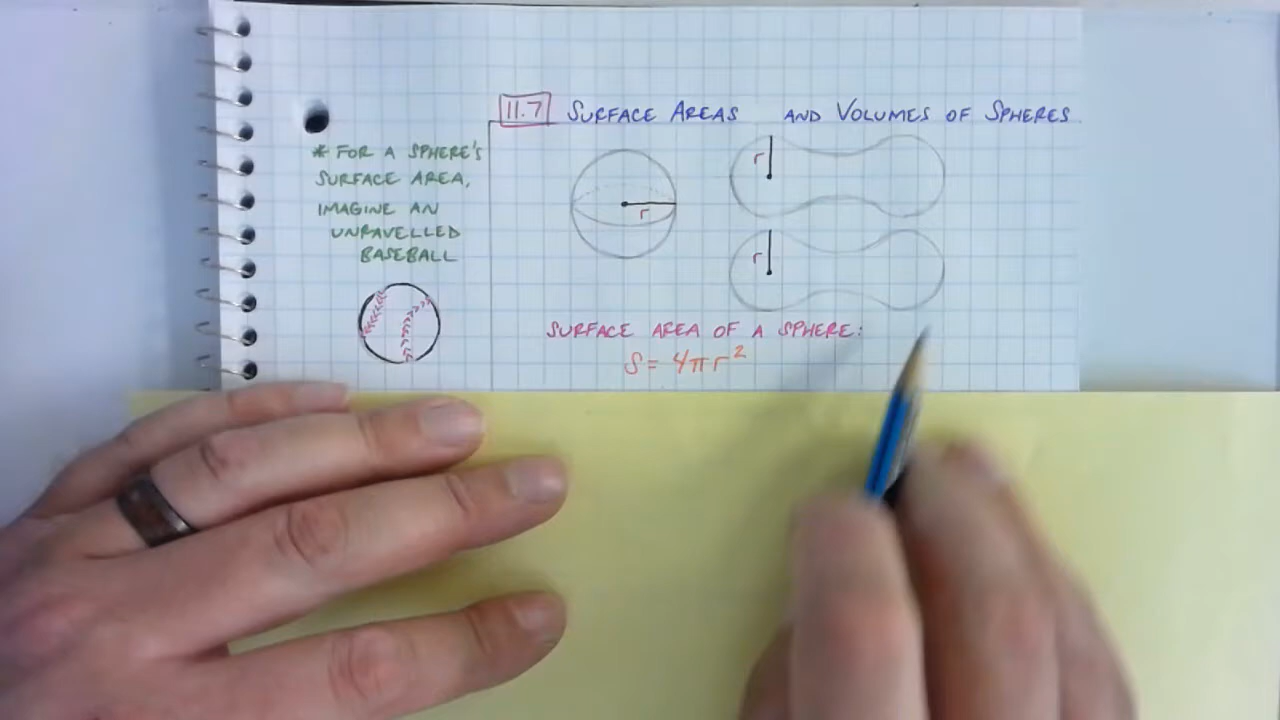 11.7 SURFACE AREAS AND VOLUMES OF SPHERES
* FOR A SPHERE'S
SURFACE AREA,
IMAGINE AN
UNRAVELLED
BASEBALL
r
r
r
SURFACE AREA OF A SPHERE:
S = 4πr²